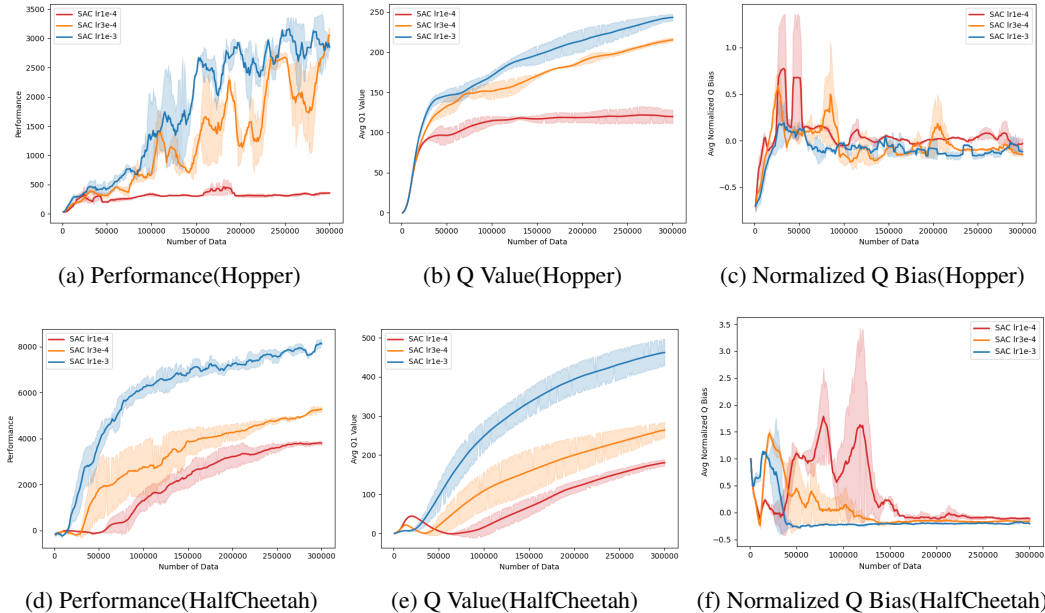 SAC lr1e-4
SAC lr3e-4
SAC lr1e-3
3500
3000
2500
2000
1500
1000
500
0
Performance
0
50000
100000
150000
200000
250000
300000
Number of Data
(a) Performance(Hopper)
SAC lr1e-4
SAC lr3e-4
SAC lr1e-3
250
200
150
100
50
0
Avg Q1 Value
0
50000
100000
150000
200000
250000
300000
Number of Data
(b) Q Value(Hopper)
SAC lr1e-4
SAC lr3e-4
SAC lr1e-3
1.0
0.5
0.0
−0.5
Avg Normalized Q Bias
0
50000
100000
150000
200000
250000
300000
Number of Data
(c) Normalized Q Bias(Hopper)
SAC lr1e-4
SAC lr3e-4
SAC lr1e-3
8000
6000
4000
2000
0
Performance
0
50000
100000
150000
200000
250000
300000
Number of Data
(d) Performance(HalfCheetah)
SAC lr1e-4
SAC lr3e-4
SAC lr1e-3
500
400
300
200
100
0
Avg Q1 Value
0
50000
100000
150000
200000
250000
300000
Number of Data
(e) Q Value(HalfCheetah)
SAC lr1e-4
SAC lr3e-4
SAC lr1e-3
3.5
3.0
2.5
2.0
1.5
1.0
0.5
0.0
−0.5
Avg Normalized Q Bias
0
50000
100000
150000
200000
250000
300000
Number of Data
(f) Normalized Q Bias(HalfCheetah)